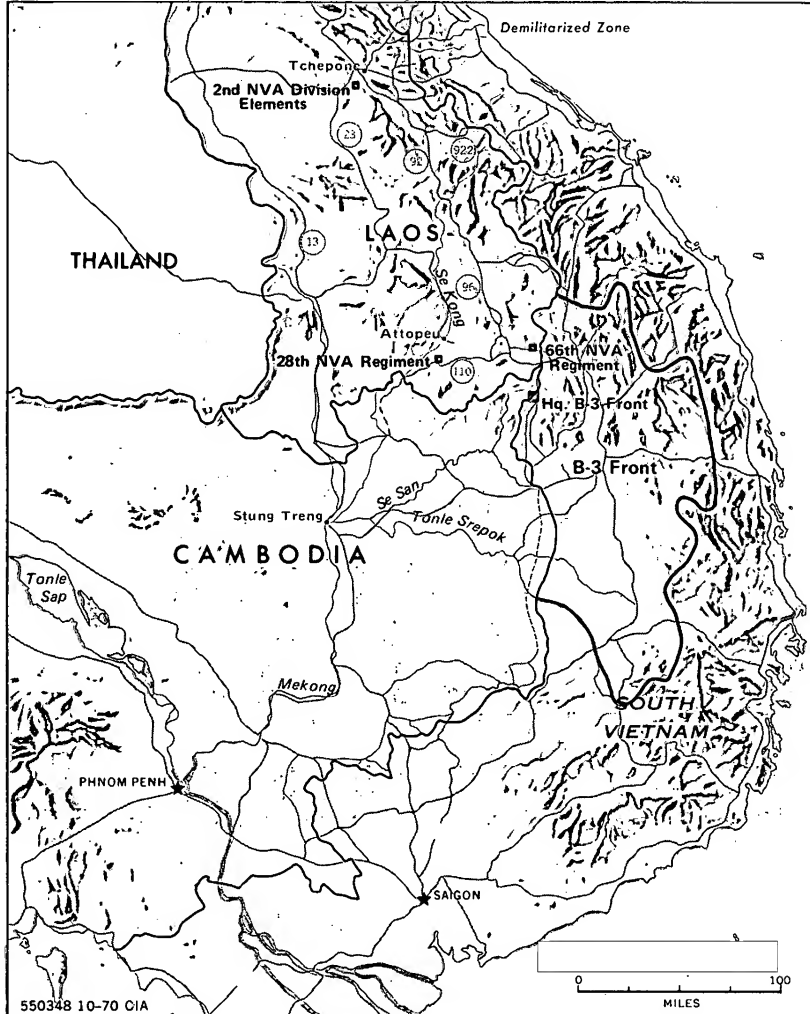 Demilitarized Zone
Tchepone
2nd NVA Division
Elements
23
92
922
13
LAOS
THAILAND
Se Kong
96
Attopeu
28th NVA Regiment
66th NVA
Regiment
110
Hq. B-3 Front
B-3 Front
Se San
Stung Treng
Tonle Srepok
CAMBODIA
Tonle
Sap
Mekong
SOUTH
VIETNAM
PHNOM PENH
SAIGON
0 100
MILES
550348 10-70 CIA